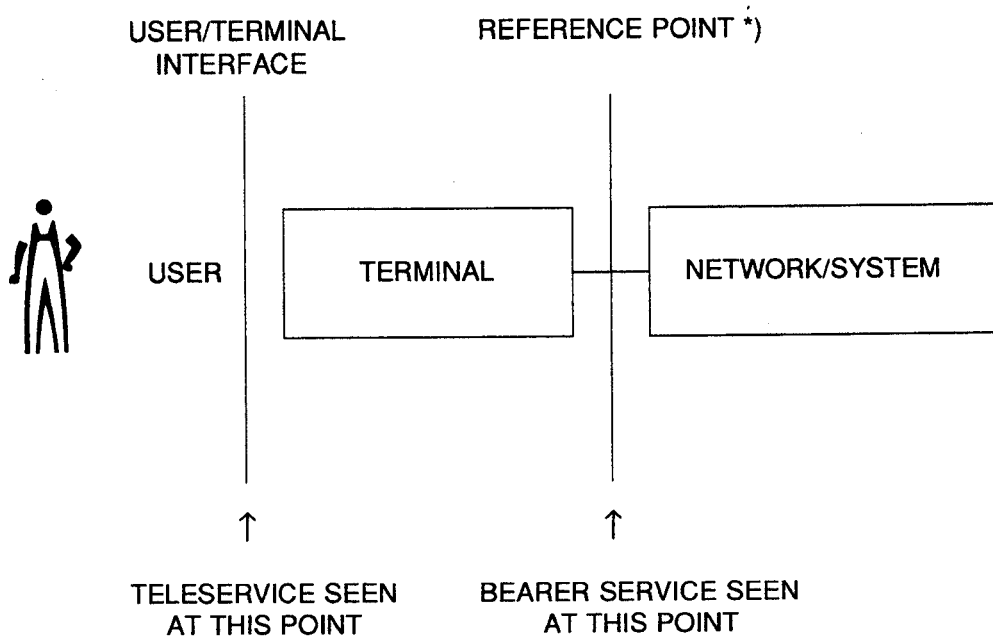 USER/TERMINAL
INTERFACE
REFERENCE POINT *)
USER
TERMINAL
NETWORK/SYSTEM
TELESERVICE SEEN
AT THIS POINT
BEARER SERVICE SEEN
AT THIS POINT